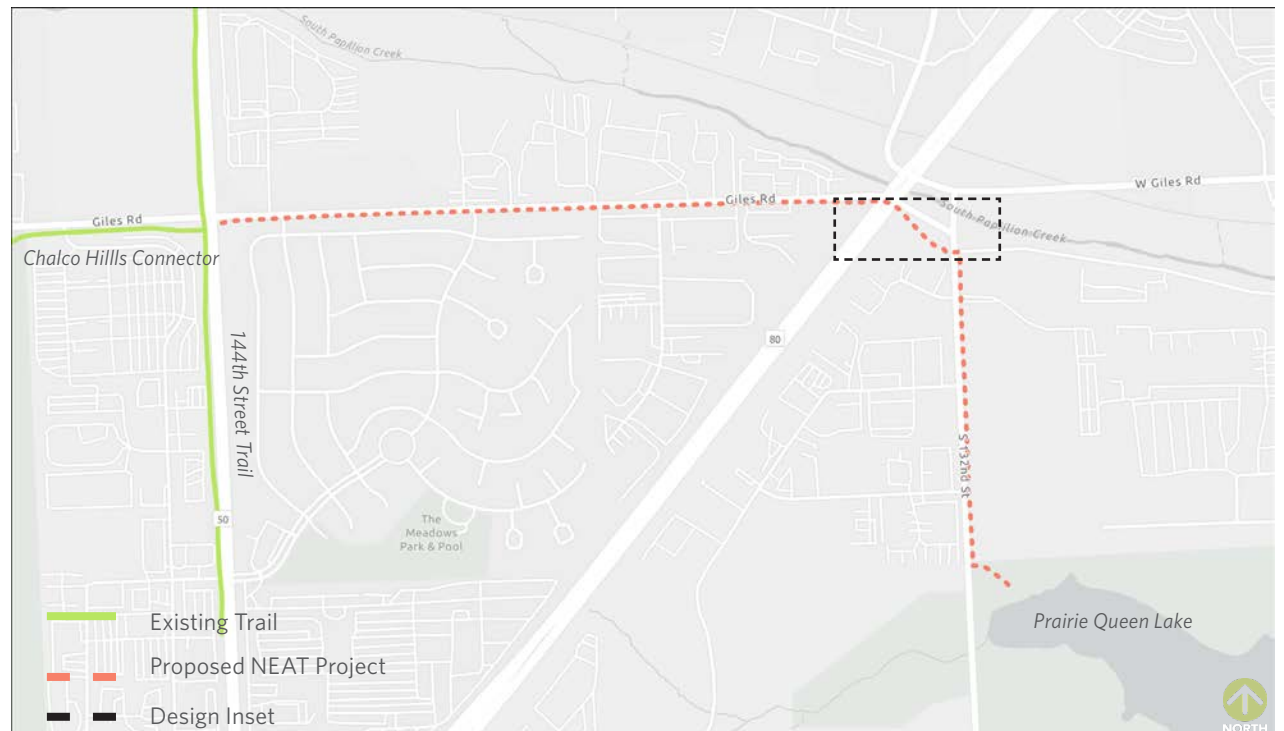 South Papillion Creek
W Giles Rd
Giles Rd
South Papillion Creek
Giles Rd
Chalco Hillls Connector
144th Street Trail
80
S 132nd St
50
The
Meadows
Park & Pool
Prairie Queen Lake
Existing Trail
Proposed NEAT Project
Design Inset
NORTH